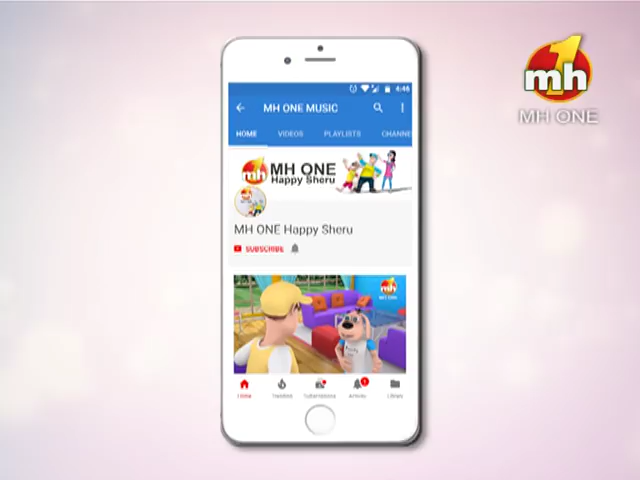 mh1
MH ONE
4:46
MH ONE MUSIC
HOME VIDEOS PLAYLISTS CHANNE
mh MH ONE
Happy Sheru
MH ONE Happy Sheru
SUBSCRIBE
mh
Home Trending Subscriptions Activity Library